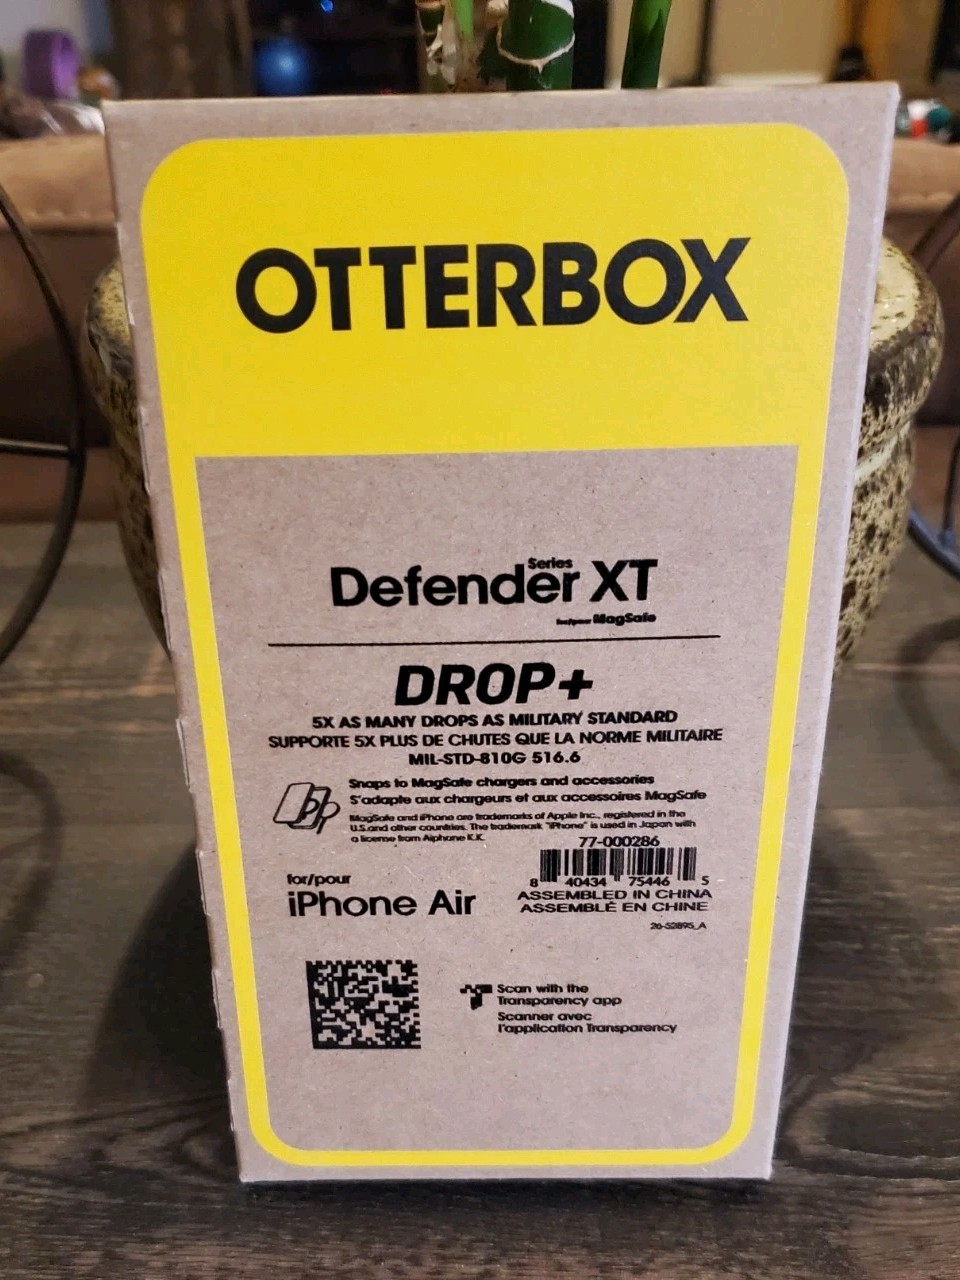 OTTERBOX
Series
Defender XT
for/pour MagSafe
DROP+
5X AS MANY DROPS AS MILITARY STANDARD
SUPPORTE 5X PLUS DE CHUTES QUE LA NORME MILITAIRE
MIL-STD-810G 516.6
Snaps to MagSafe chargers and accessories
S'adapte aux chargeurs et aux accessoires MagSafe
MagSafe and iPhone are trademarks of Apple Inc., registered in the
U.S.and other countries. The trademark "iPhone" is used in Japan with
a license from Aiphone K.K.
77-000286
8 40434 75446 5
ASSEMBLED IN CHINA
ASSEMBLÉ EN CHINE
26-52895_A
for/pour
iPhone Air
Scan with the
Transparency app
Scanner avec
l'application Transparency